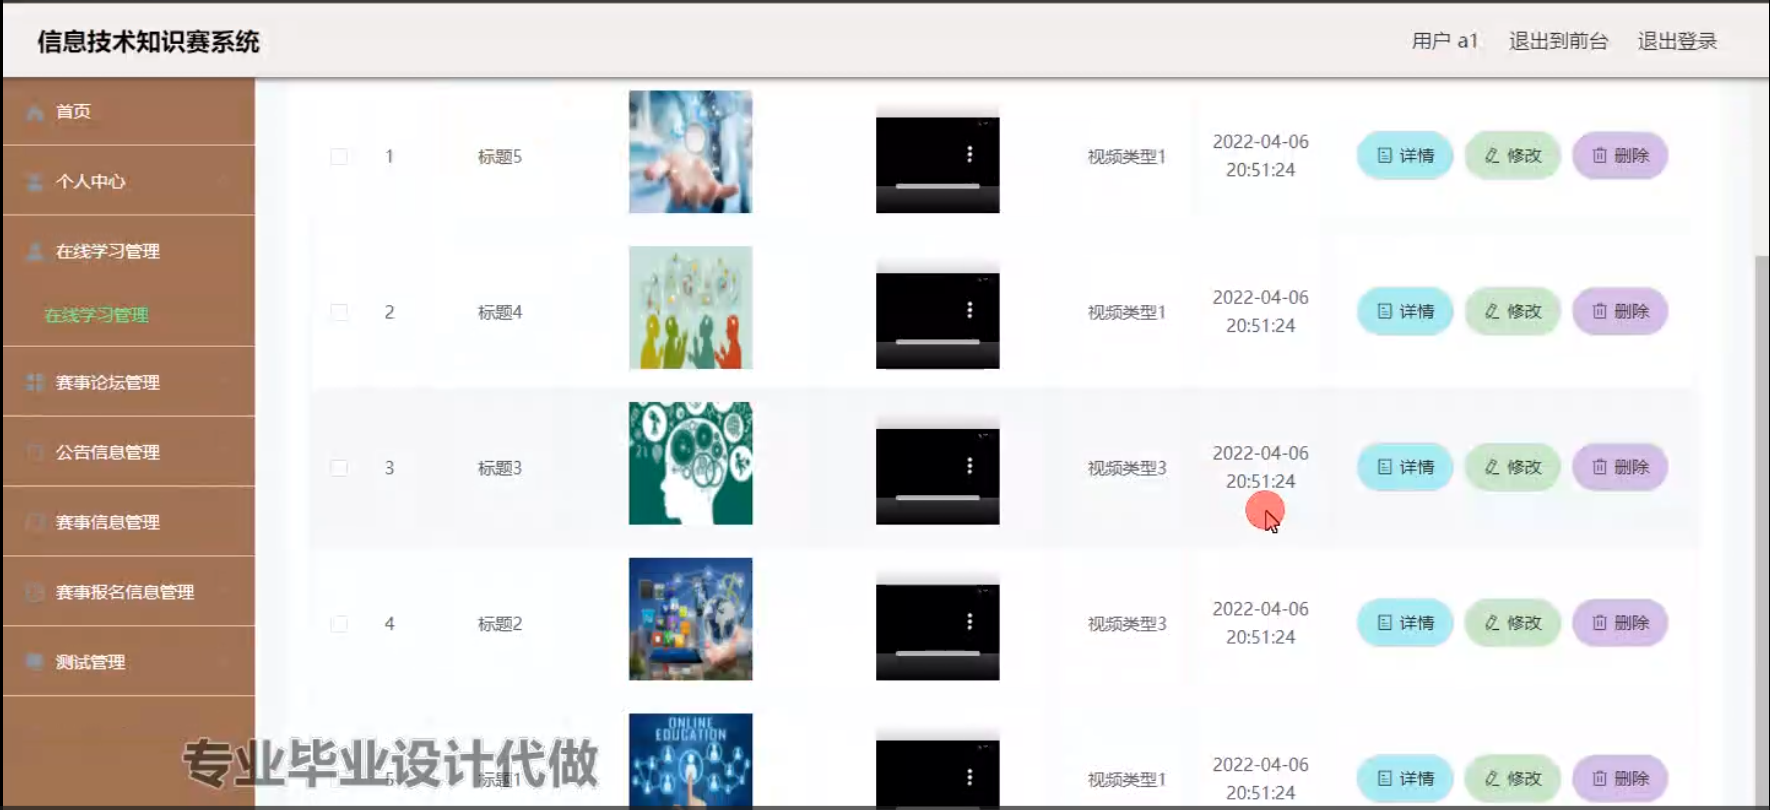 信息技术知识赛系统
用户 a1 退出到前台 退出登录
首页
个人中心
在线学习管理
在线学习管理
赛事论坛管理
公告信息管理
赛事信息管理
赛事报名信息管理
测试管理
1 标题5 视频类型1 2022-04-06 20:51:24 详情 修改 删除
2 标题4 视频类型1 2022-04-06 20:51:24 详情 修改 删除
3 标题3 视频类型3 2022-04-06 20:51:24 详情 修改 删除
4 标题2 视频类型3 2022-04-06 20:51:24 详情 修改 删除
ONLINE
EDUCATION
5 标题1 视频类型1 2022-04-06 20:51:24 详情 修改 删除
专业毕业设计代做